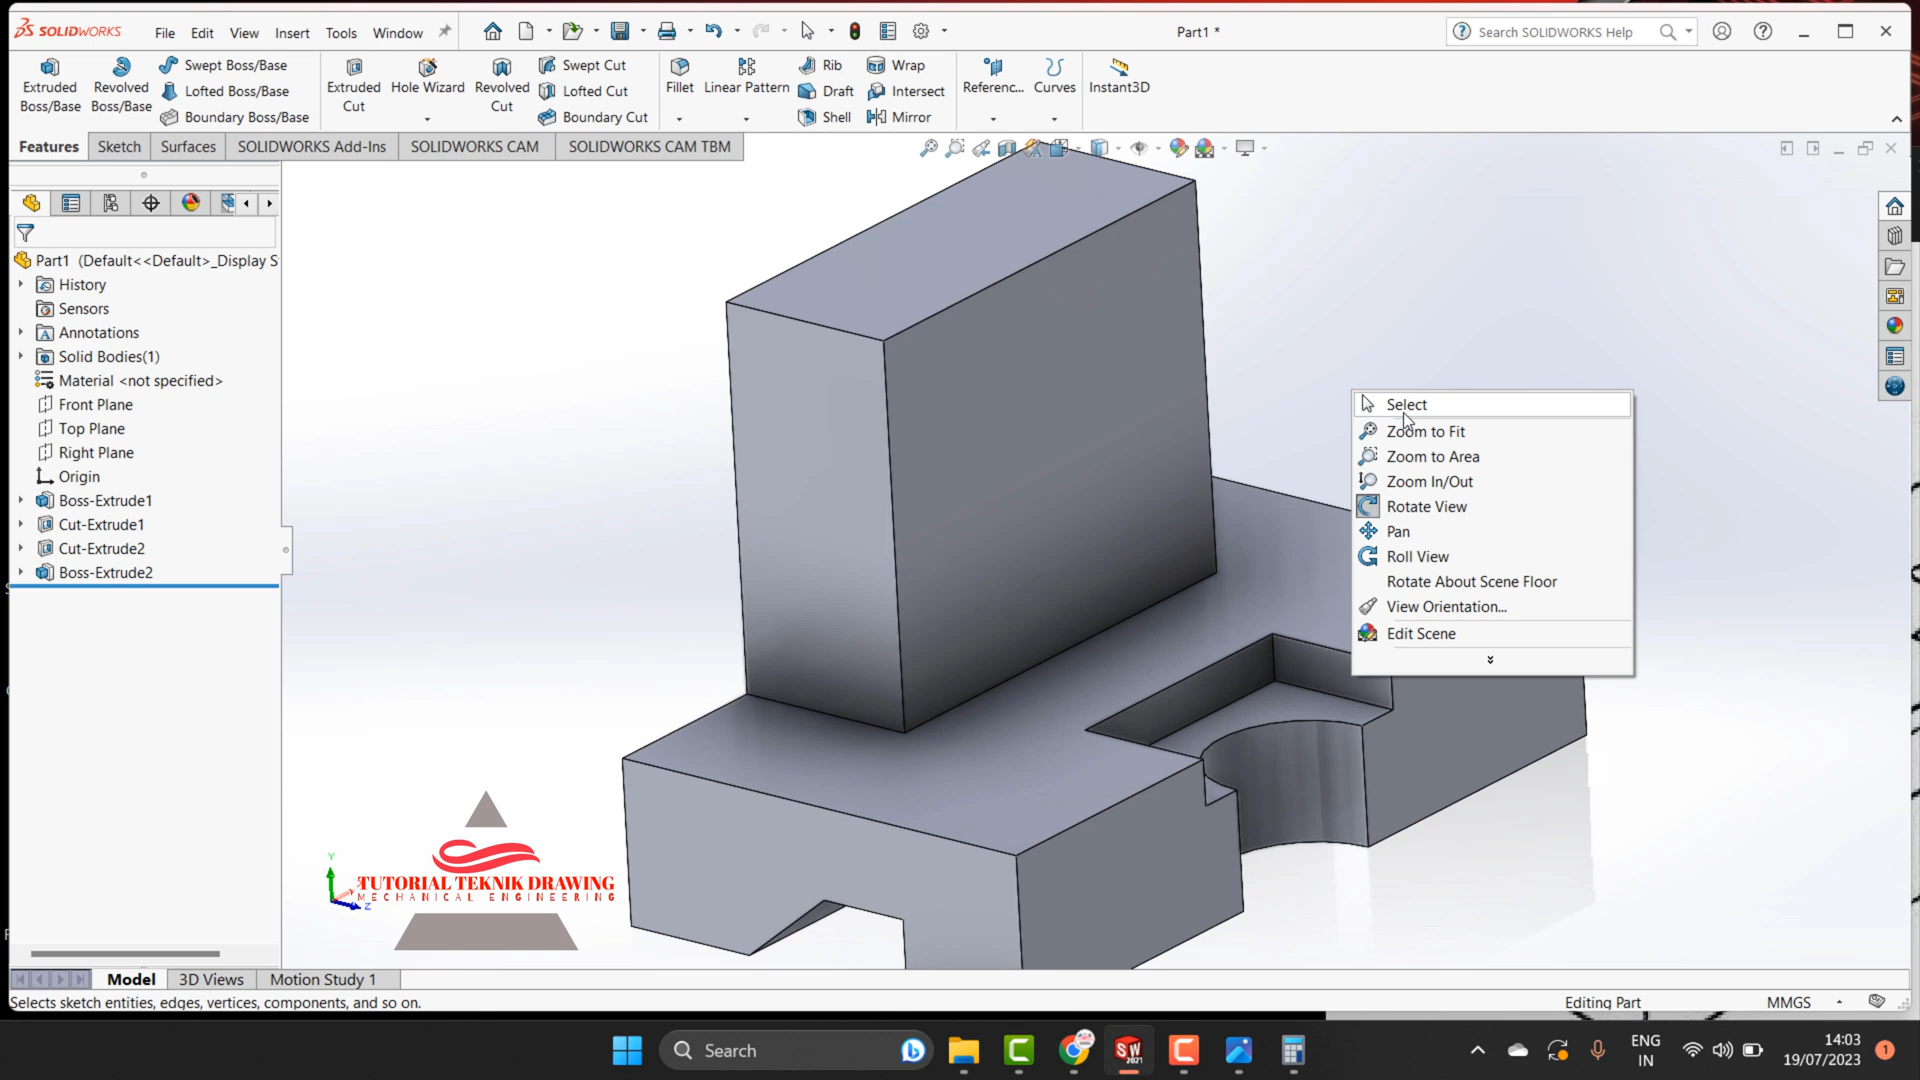 SOLIDWORKS File Edit View Insert Tools Window Part1 * Search SOLIDWORKS Help
Extruded Boss/Base
Revolved Boss/Base
Swept Boss/Base
Lofted Boss/Base
Boundary Boss/Base
Extruded Cut
Hole Wizard
Revolved Cut
Swept Cut
Lofted Cut
Boundary Cut
Fillet
Linear Pattern
Rib
Draft
Shell
Wrap
Intersect
Mirror
Referenc...
Curves
Instant3D
Features Sketch Surfaces SOLIDWORKS Add-Ins SOLIDWORKS CAM SOLIDWORKS CAM TBM
Part1 (Default<<Default>_Display S
History
Sensors
Annotations
Solid Bodies(1)
Material <not specified>
Front Plane
Top Plane
Right Plane
Origin
Boss-Extrude1
Cut-Extrude1
Cut-Extrude2
Boss-Extrude2
Select
Zoom to Fit
Zoom to Area
Zoom In/Out
Rotate View
Pan
Roll View
Rotate About Scene Floor
View Orientation...
Edit Scene
Y
Z
TUTORIAL TEKNIK DRAWING
MECHANICAL ENGINEERING
Model 3D Views Motion Study 1
Selects sketch entities, edges, vertices, components, and so on. Editing Part MMGS
Search SW 2021 ENG IN 14:03 19/07/2023 1